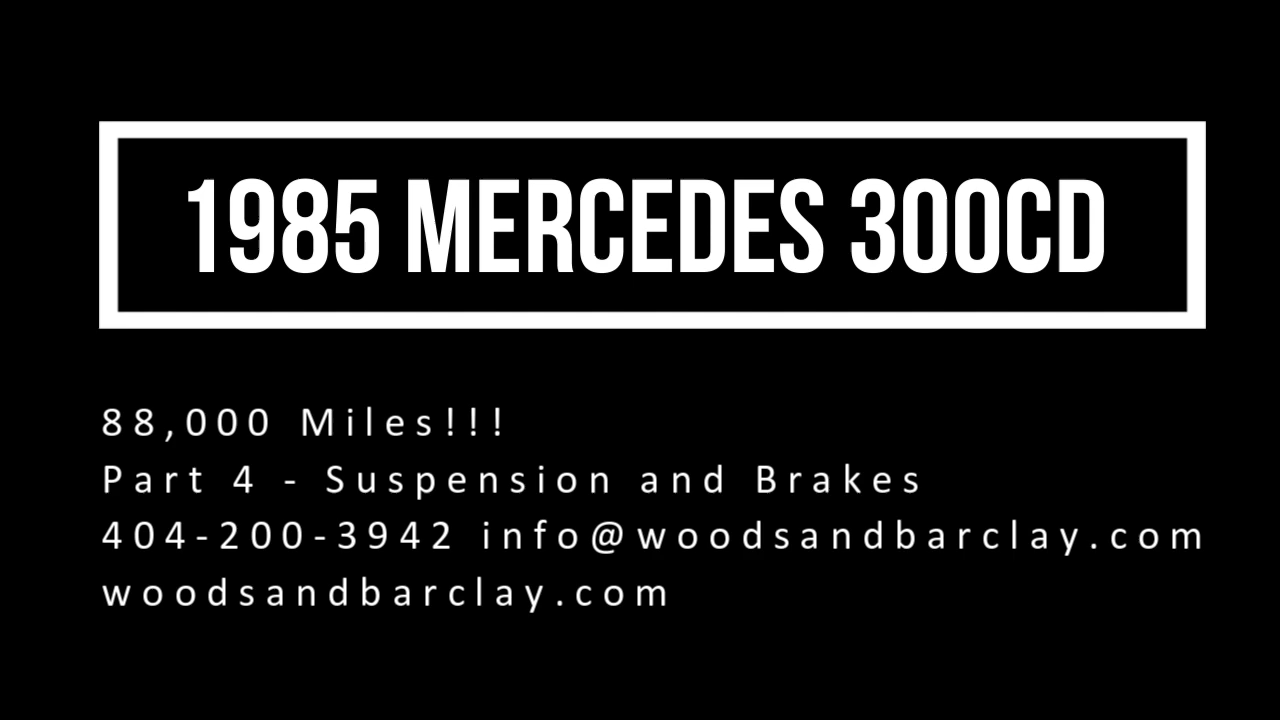 1985 MERCEDES 300CD
88,000 Miles!!!
Part 4 - Suspension and Brakes
404-200-3942 info@woodsandbarclay.com
woodsandbarclay.com